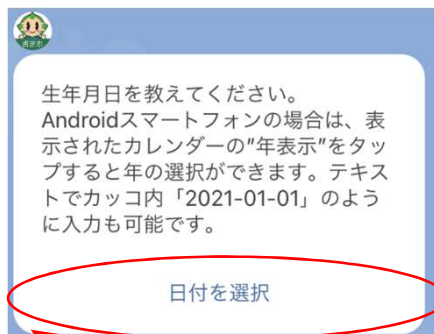 生年月日を教えてください。
Androidスマートフォンの場合は、表
示されたカレンダーの"年表示"をタッ
プすると年の選択ができます。テキス
トでカッコ内「2021-01-01」のよう
に入力も可能です。
日付を選択